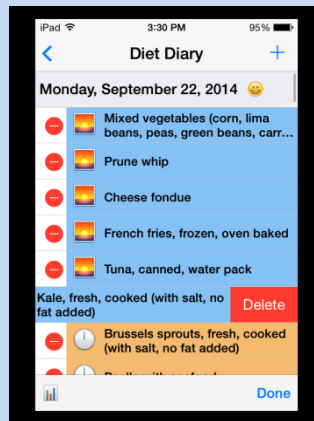 iPad 3:30 PM 95%
Diet Diary
Monday, September 22, 2014
Mixed vegetables (corn, lima
beans, peas, green beans, carr...
Prune whip
Cheese fondue
French fries, frozen, oven baked
Tuna, canned, water pack
Kale, fresh, cooked (with salt, no
fat added)
Delete
Brussels sprouts, fresh, cooked
(with salt, no fat added)
Done